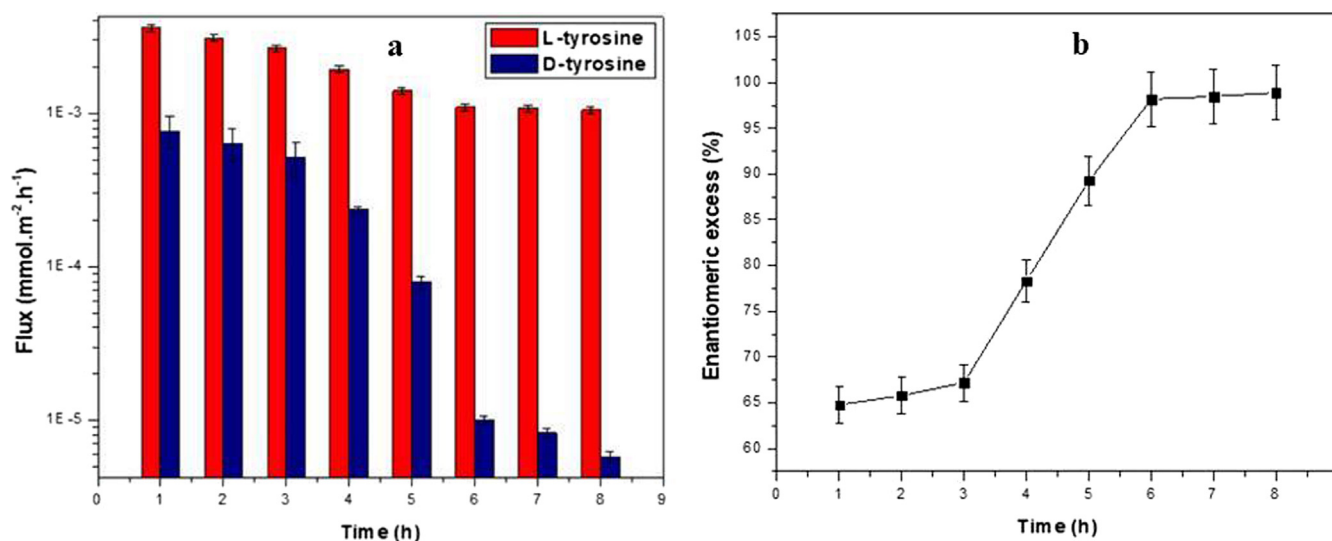 a
L-tyrosine
D-tyrosine
1E-3
1E-4
1E-5
Flux (mmol.m⁻².h⁻¹)
0 1 2 3 4 5 6 7 8 9
Time (h)
b
105
100
95
90
85
80
75
70
65
60
Enantiomeric excess (%)
0 1 2 3 4 5 6 7 8
Time (h)